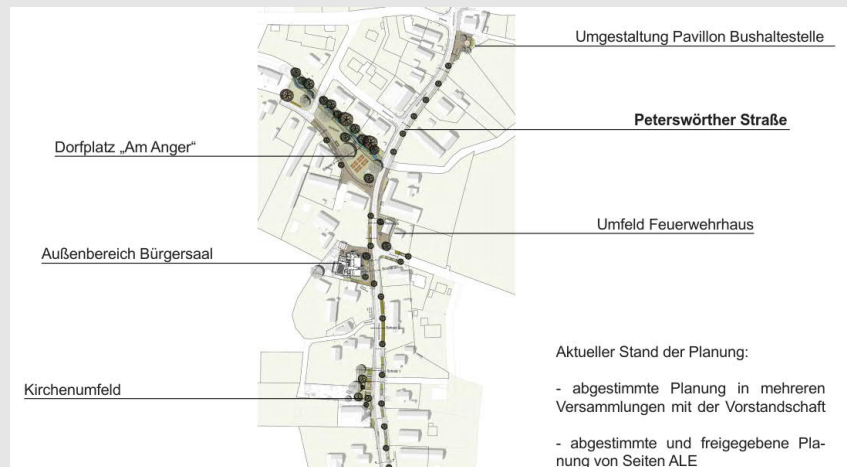 Umgestaltung Pavillon Bushaltestelle
Peterswörther Straße
Dorfplatz „Am Anger“
Umfeld Feuerwehrhaus
Außenbereich Bürgersaal
Kirchenumfeld
Aktueller Stand der Planung:
- abgestimmte Planung in mehreren
Versammlungen mit der Vorstandschaft
- abgestimmte und freigegebene Pla-
nung von Seiten ALE